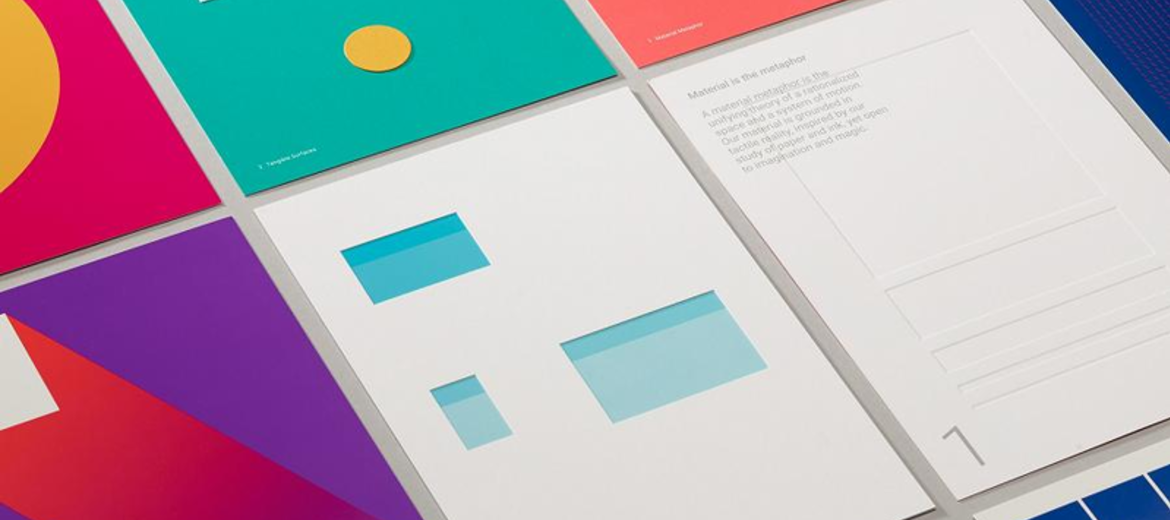 1 Material Metaphor
3 Tangible Surfaces
Material is the metaphor
A material metaphor is the
unifying theory of a rationalized
space and a system of motion.
Our material is grounded in
tactile reality, inspired by our
study of paper and ink, yet open
to imagination and magic.
1